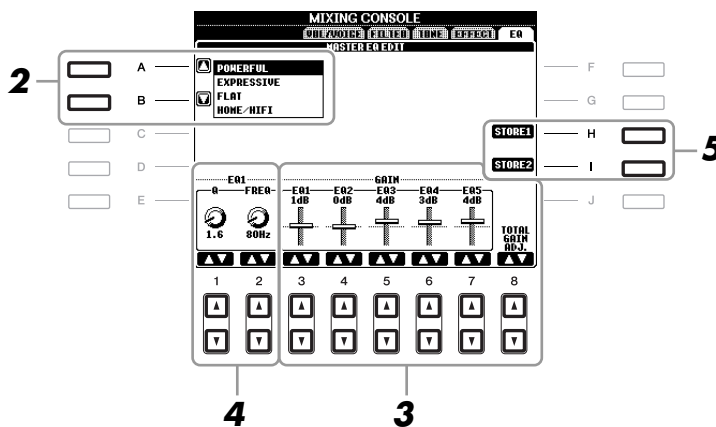 MIXING CONSOLE
VOL/VOICE FILTER TUNE EFFECT EQ
MASTER EQ EDIT
2
A
B
C
D
E
POWERFUL
EXPRESSIVE
FLAT
HOME/HIFI
F
G
STORE1 H
STORE2 I
J
5
EQ1
Q FREQ
1.6 80Hz
GAIN
EQ1 EQ2 EQ3 EQ4 EQ5
1dB 0dB 4dB 3dB 4dB
TOTAL
GAIN
ADJ.
1 2 3 4 5 6 7 8
4 3